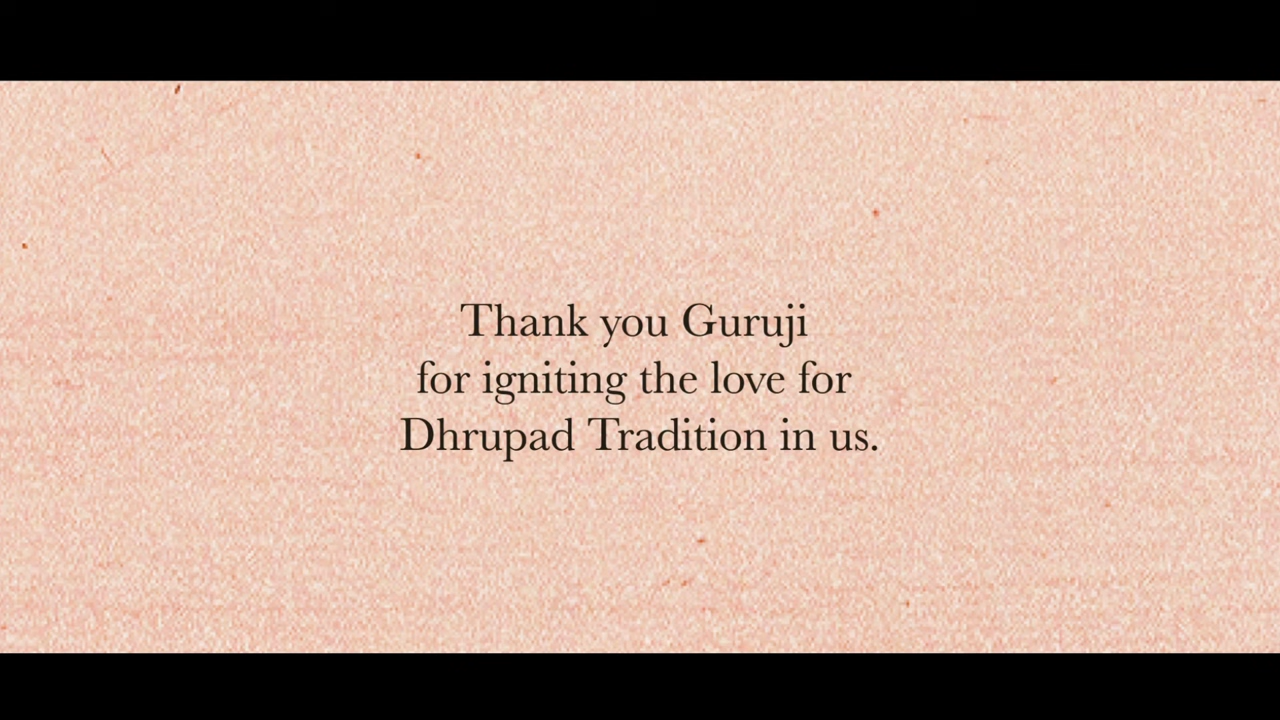 Thank you Guruji
for igniting the love for
Dhrupad Tradition in us.